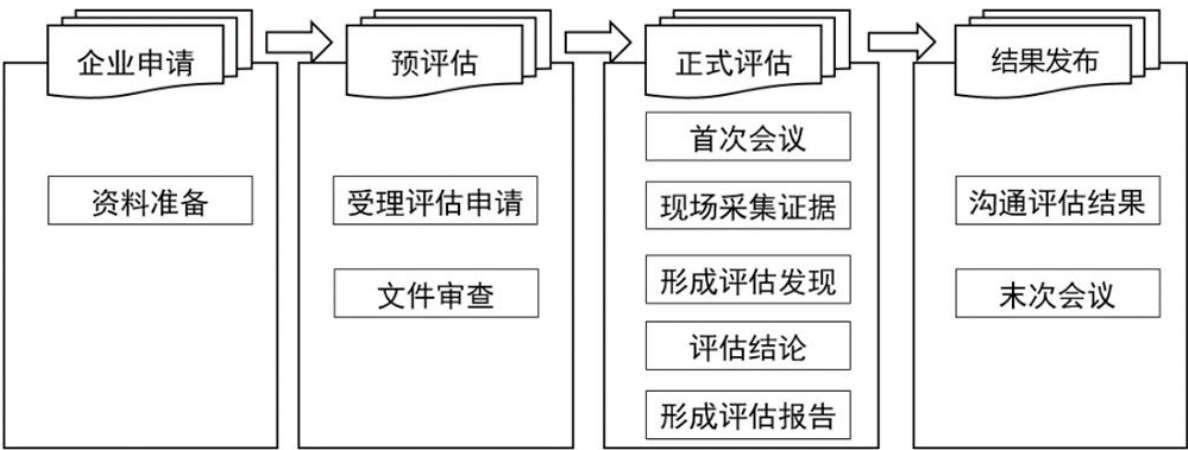 企业申请
资料准备
预评估
受理评估申请
文件审查
正式评估
首次会议
现场采集证据
形成评估发现
评估结论
形成评估报告
结果发布
沟通评估结果
末次会议